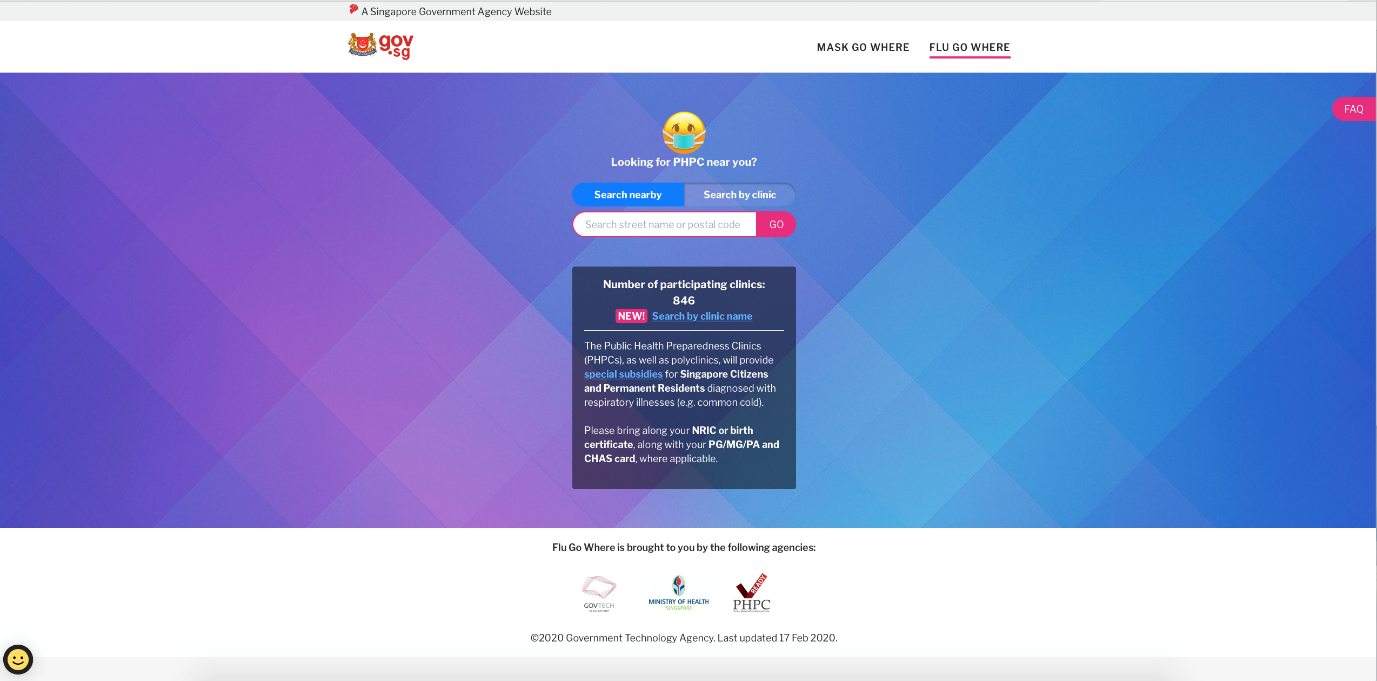 A Singapore Government Agency Website
gov
.sg
MASK GO WHERE
FLU GO WHERE
FAQ
Looking for PHPC near you?
Search nearby
Search by clinic
Search street name or postal code
GO
Number of participating clinics:
846
NEW! Search by clinic name
The Public Health Preparedness Clinics
(PHPCs), as well as polyclinics, will provide
special subsidies for Singapore Citizens
and Permanent Residents diagnosed with
respiratory illnesses (e.g. common cold).
Please bring along your NRIC or birth
certificate, along with your PG/MG/PA and
CHAS card, where applicable.
Flu Go Where is brought to you by the following agencies:
GOVTECH
MINISTRY OF HEALTH
SINGAPORE
READY
PHPC
©2020 Government Technology Agency. Last updated 17 Feb 2020.